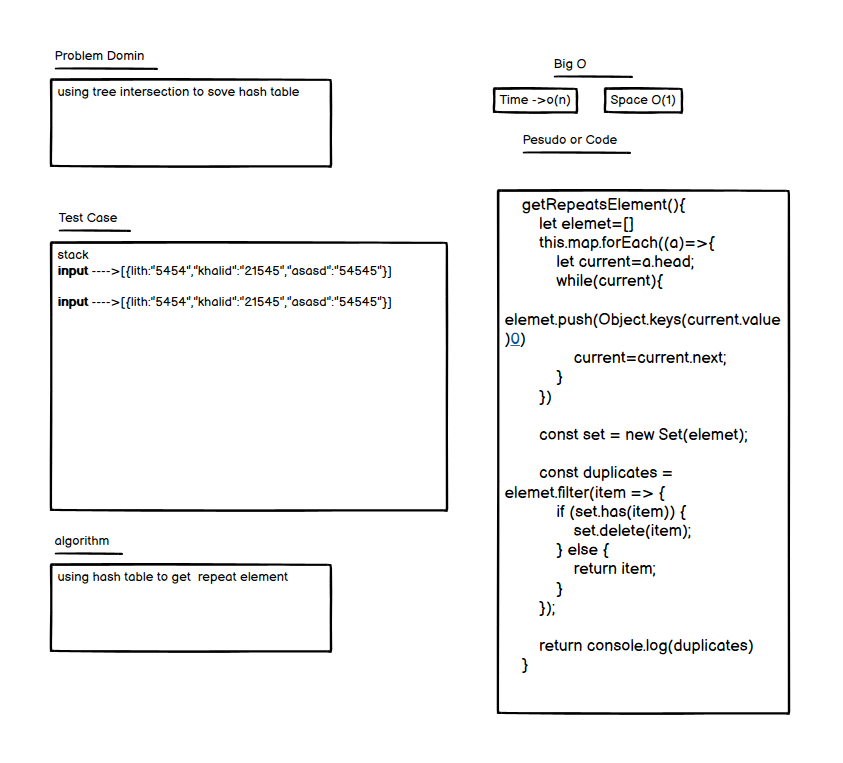 Problem Domin
using tree intersection to sove hash table
Test Case
stack
input ---->[{lith:"5454","khalid":"21545","asasd":"54545"}]
input ---->[{lith:"5454","khalid":"21545","asasd":"54545"}]
algorithm
using hash table to get  repeat element
Big O
Time ->o(n)
Space O(1)
Pesudo or Code
getRepeatsElement(){
let elemet=[]
this.map.forEach((a)=>{
let current=a.head;
while(current){
elemet.push(Object.keys(current.value
)0)
current=current.next;
}
})
const set = new Set(elemet);
const duplicates =
elemet.filter(item => {
if (set.has(item)) {
set.delete(item);
} else {
return item;
}
});
return console.log(duplicates)
}